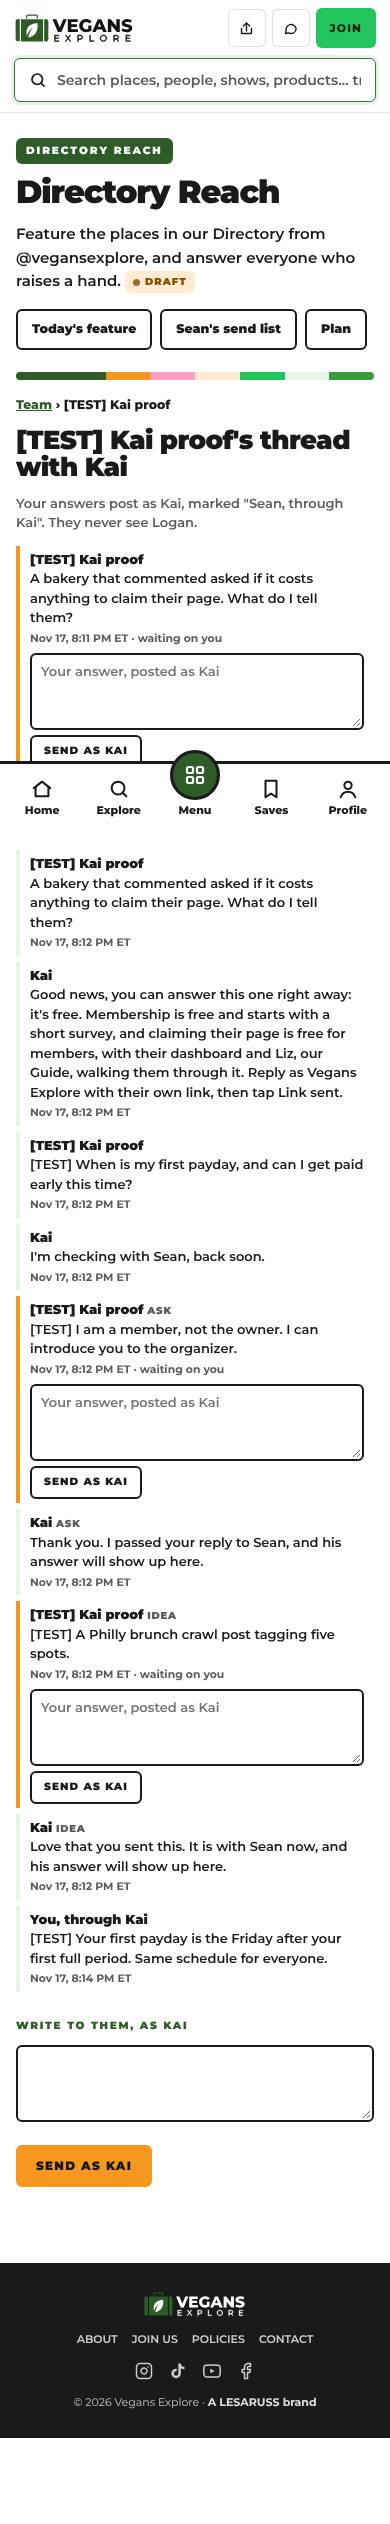 VEGANS
EXPLORE
JOIN
Search places, people, shows, products... tr
DIRECTORY REACH
Directory Reach
Feature the places in our Directory from
@vegansexplore, and answer everyone who
raises a hand. DRAFT
Today's feature
Sean's send list
Plan
Team › [TEST] Kai proof
[TEST] Kai proof's thread
with Kai
Your answers post as Kai, marked "Sean, through
Kai". They never see Logan.
[TEST] Kai proof
A bakery that commented asked if it costs
anything to claim their page. What do I tell
them?
Nov 17, 8:11 PM ET · waiting on you
Your answer, posted as Kai
SEND AS KAI
Home
Explore
Menu
Saves
Profile
[TEST] Kai proof
A bakery that commented asked if it costs
anything to claim their page. What do I tell
them?
Nov 17, 8:12 PM ET
Kai
Good news, you can answer this one right away:
it's free. Membership is free and starts with a
short survey, and claiming their page is free for
members, with their dashboard and Liz, our
Guide, walking them through it. Reply as Vegans
Explore with their own link, then tap Link sent.
Nov 17, 8:12 PM ET
[TEST] Kai proof
[TEST] When is my first payday, and can I get paid
early this time?
Nov 17, 8:12 PM ET
Kai
I'm checking with Sean, back soon.
Nov 17, 8:12 PM ET
[TEST] Kai proof ASK
[TEST] I am a member, not the owner. I can
introduce you to the organizer.
Nov 17, 8:12 PM ET · waiting on you
Your answer, posted as Kai
SEND AS KAI
Kai ASK
Thank you. I passed your reply to Sean, and his
answer will show up here.
Nov 17, 8:12 PM ET
[TEST] Kai proof IDEA
[TEST] A Philly brunch crawl post tagging five
spots.
Nov 17, 8:12 PM ET · waiting on you
Your answer, posted as Kai
SEND AS KAI
Kai IDEA
Love that you sent this. It is with Sean now, and
his answer will show up here.
Nov 17, 8:12 PM ET
You, through Kai
[TEST] Your first payday is the Friday after your
first full period. Same schedule for everyone.
Nov 17, 8:14 PM ET
WRITE TO THEM, AS KAI
SEND AS KAI
VEGANS
EXPLORE
ABOUT JOIN US POLICIES CONTACT
© 2026 Vegans Explore · A LESARUSS brand